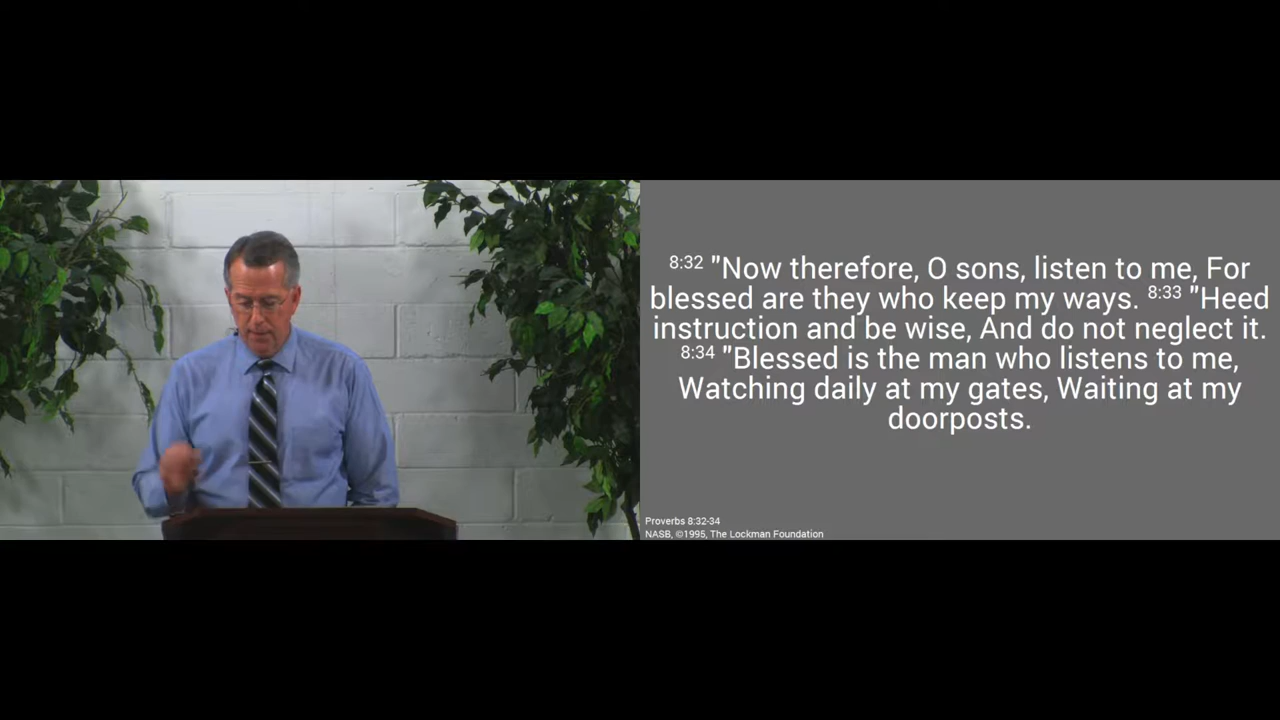 8:32 "Now therefore, O sons, listen to me, For
blessed are they who keep my ways. 8:33 "Heed
instruction and be wise, And do not neglect it.
8:34 "Blessed is the man who listens to me,
Watching daily at my gates, Waiting at my
doorposts.
Proverbs 8:32-34
NASB, ©1995, The Lockman Foundation